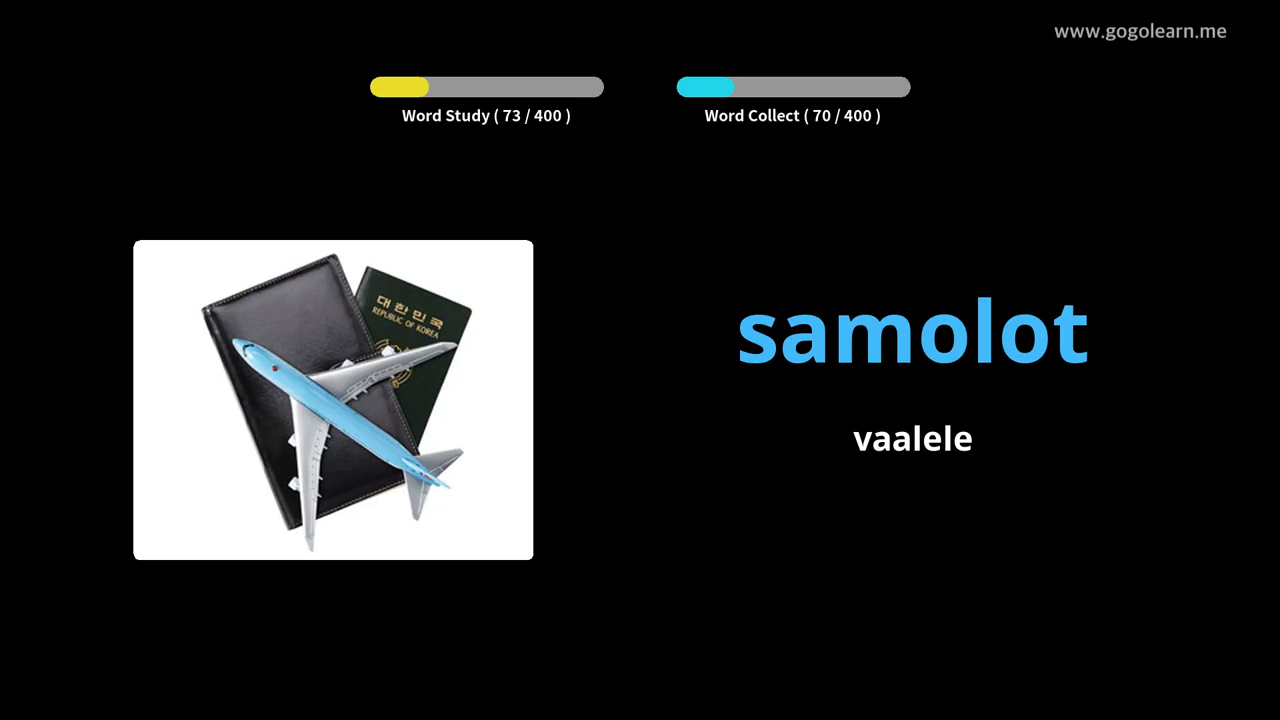 www.gogolearn.me
Word Study ( 73 / 400 )
Word Collect ( 70 / 400 )
대한민국
REPUBLIC OF KOREA
samolot
vaalele